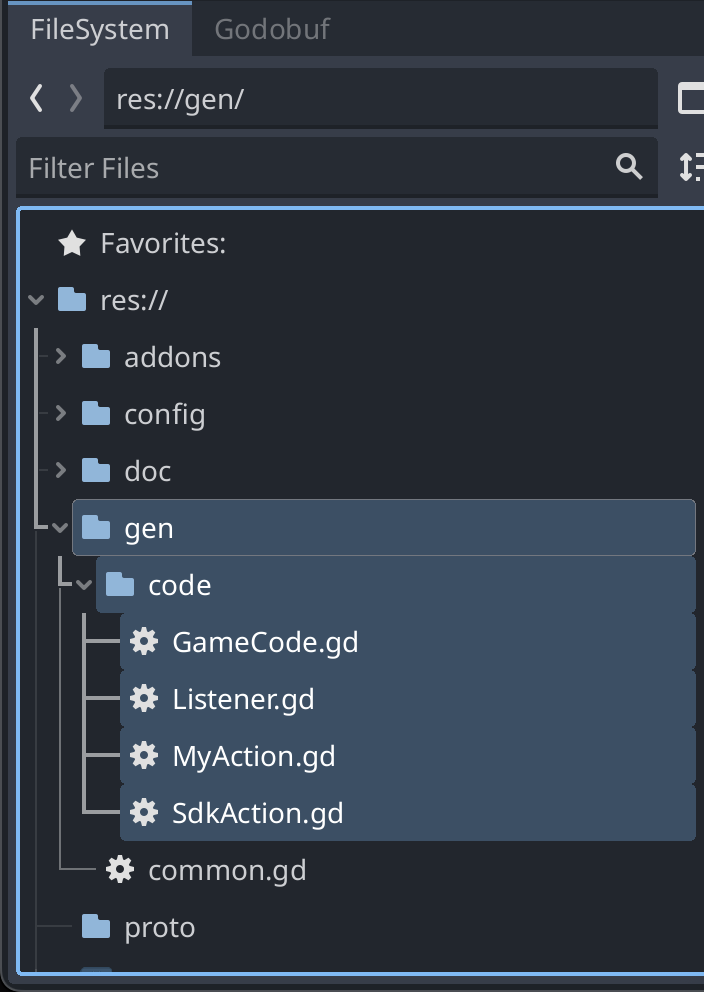 FileSystem Godobuf
res://gen/
Filter Files
Favorites:
res://
addons
config
doc
gen
code
GameCode.gd
Listener.gd
MyAction.gd
SdkAction.gd
common.gd
proto